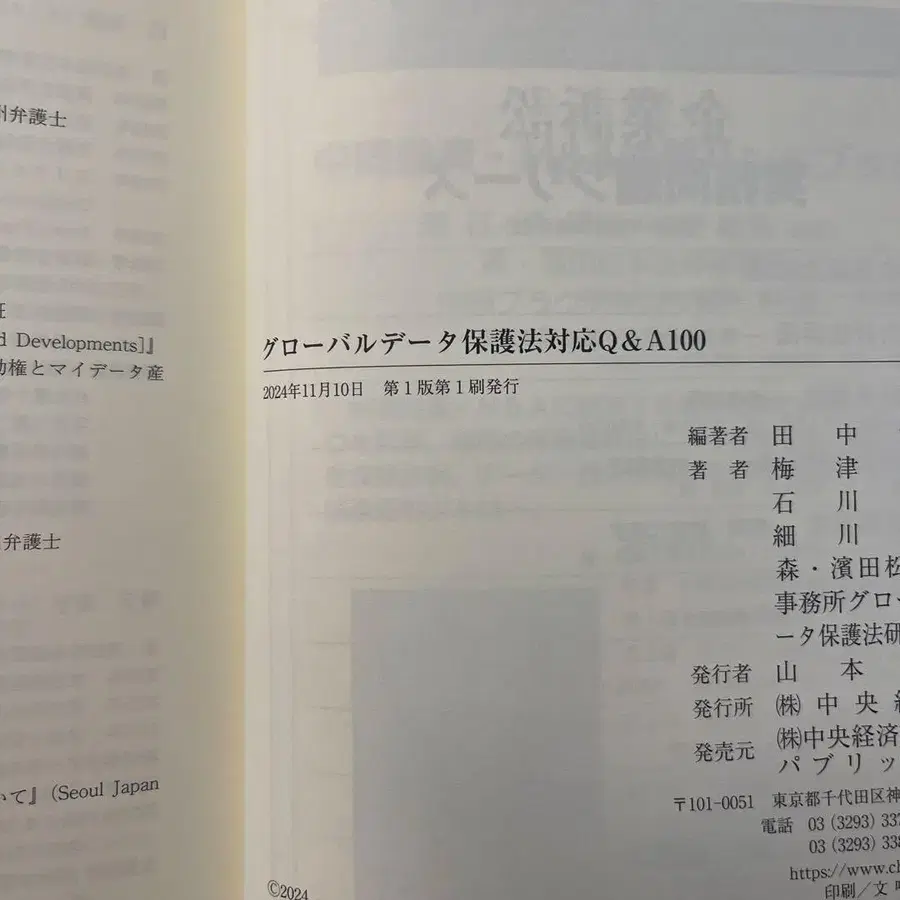 州弁護士
d Developments]』
動権とマイデータ産
弁護士
いて』(Seoul Japan
グローバルデータ保護法対応Q&A100
2024年11月10日 第1版第1刷発行
編著者 田中
著者 梅津
石川
細川
森・濱田松
事務所グロー
ータ保護法研
発行者 山本
発行所 ㈱中央経
発売元 ㈱中央経済
パブリッ
〒101-0051 東京都千代田区神
電話 03(3293)337
03(3293)338
https://www.ch
印刷/文
©2024